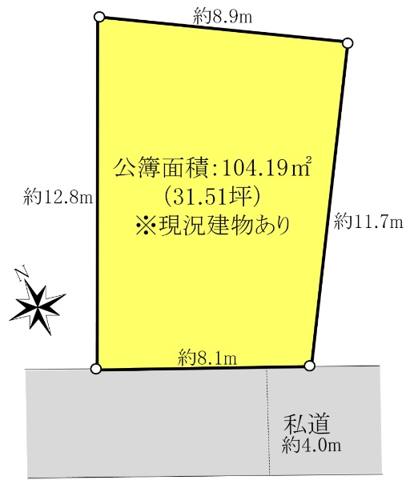 約8.9m
公簿面積:104.19㎡
(31.51坪)
※現況建物あり
約12.8m
約11.7m
N
約8.1m
私道
約4.0m